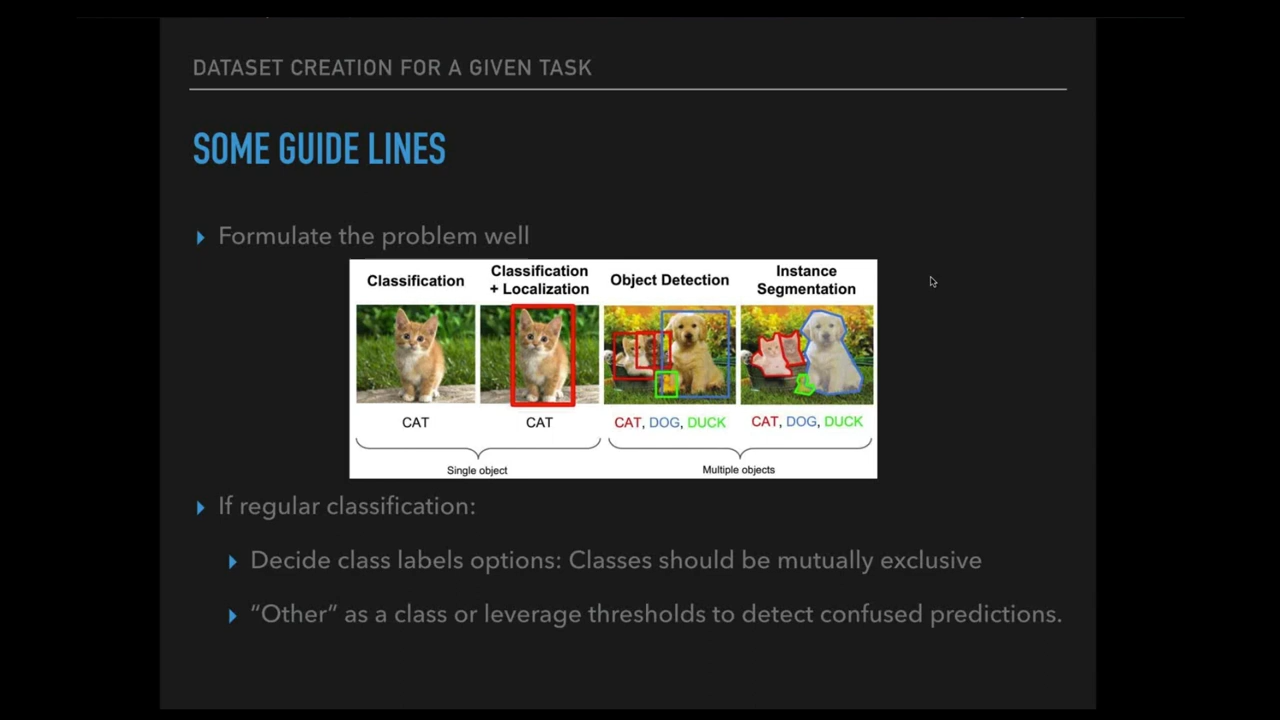 DATASET CREATION FOR A GIVEN TASK
SOME GUIDE LINES
Formulate the problem well
Classification
Classification
+ Localization
Object Detection
Instance
Segmentation
CAT
CAT
CAT, DOG, DUCK
CAT, DOG, DUCK
Single object
Multiple objects
If regular classification:
Decide class labels options: Classes should be mutually exclusive
“Other” as a class or leverage thresholds to detect confused predictions.